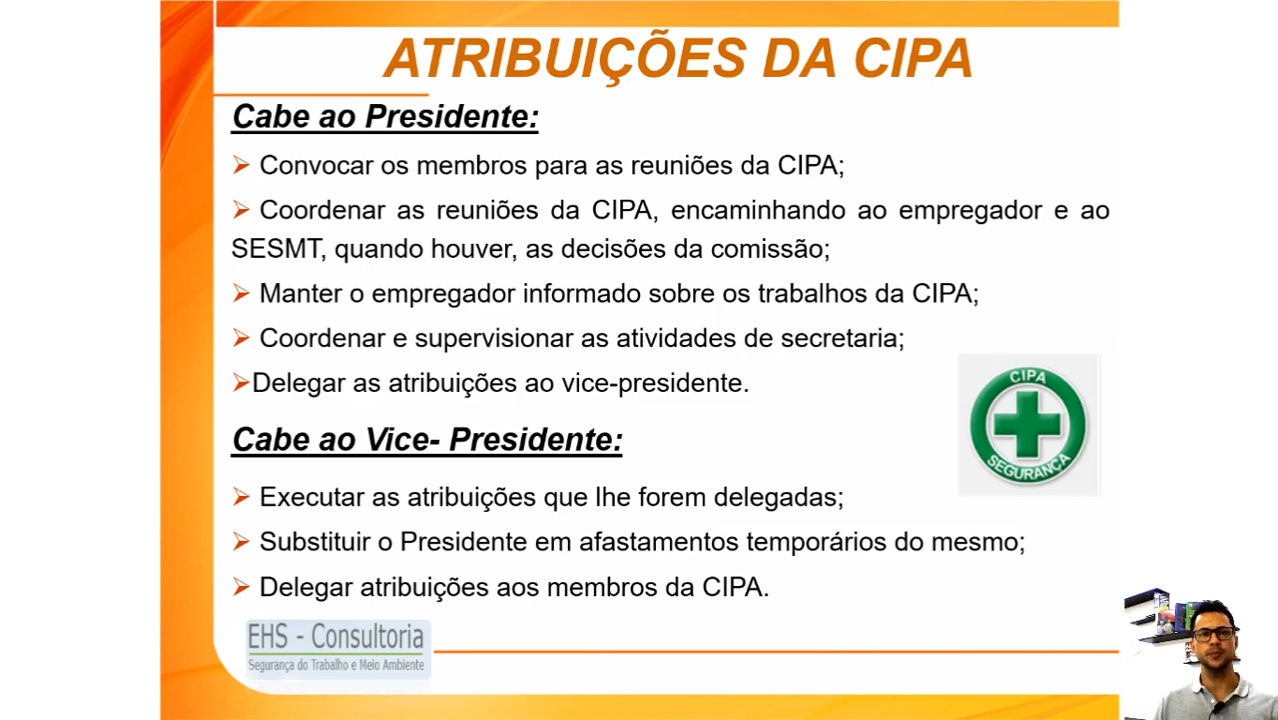 ATRIBUIÇÕES DA CIPA
Cabe ao Presidente:
➢ Convocar os membros para as reuniões da CIPA;
➢ Coordenar as reuniões da CIPA, encaminhando ao empregador e ao
SESMT, quando houver, as decisões da comissão;
➢ Manter o empregador informado sobre os trabalhos da CIPA;
➢ Coordenar e supervisionar as atividades de secretaria;
➢Delegar as atribuições ao vice-presidente.
CIPA
SEGURANÇA
Cabe ao Vice- Presidente:
➢ Executar as atribuições que lhe forem delegadas;
➢ Substituir o Presidente em afastamentos temporários do mesmo;
➢ Delegar atribuições aos membros da CIPA.
EHS - Consultoria
Segurança do Trabalho e Meio Ambiente